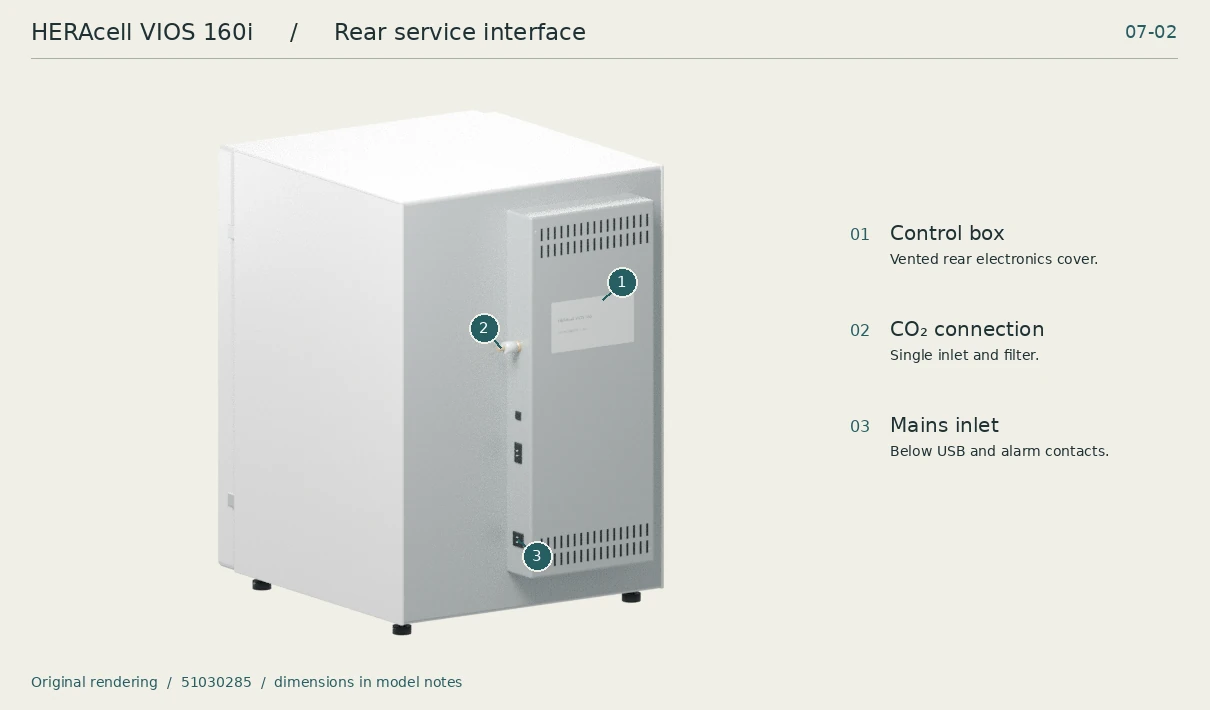 HERAcell VIOS 160i / Rear service interface 07-02
1
2
3
01 Control box
Vented rear electronics cover.
02 CO₂ connection
Single inlet and filter.
03 Mains inlet
Below USB and alarm contacts.
Original rendering / 51030285 / dimensions in model notes